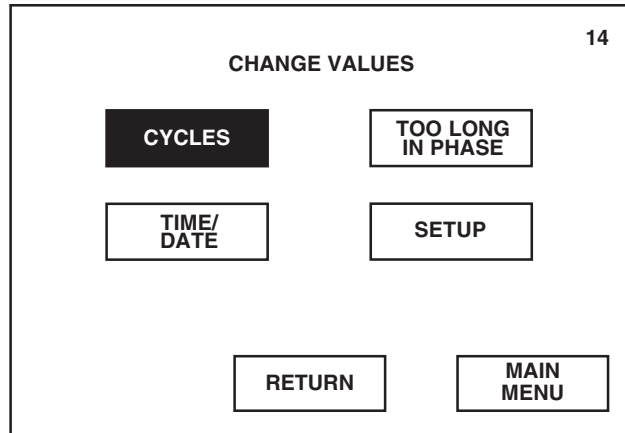 14
CHANGE VALUES
CYCLES
TOO LONG
IN PHASE
TIME/
DATE
SETUP
RETURN
MAIN
MENU